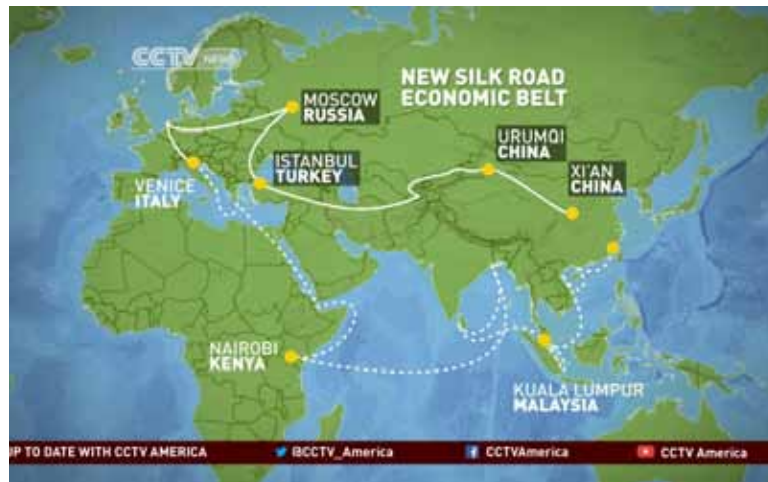 CCTV NEWS
NEW SILK ROAD
ECONOMIC BELT
MOSCOW
RUSSIA
URUMQI
CHINA
ISTANBUL
TURKEY
XI'AN
CHINA
VENICE
ITALY
NAIROBI
KENYA
KUALA LUMPUR
MALAYSIA
UP TO DATE WITH CCTV AMERICA @CCTV_America f CCTVAmerica CCTV America